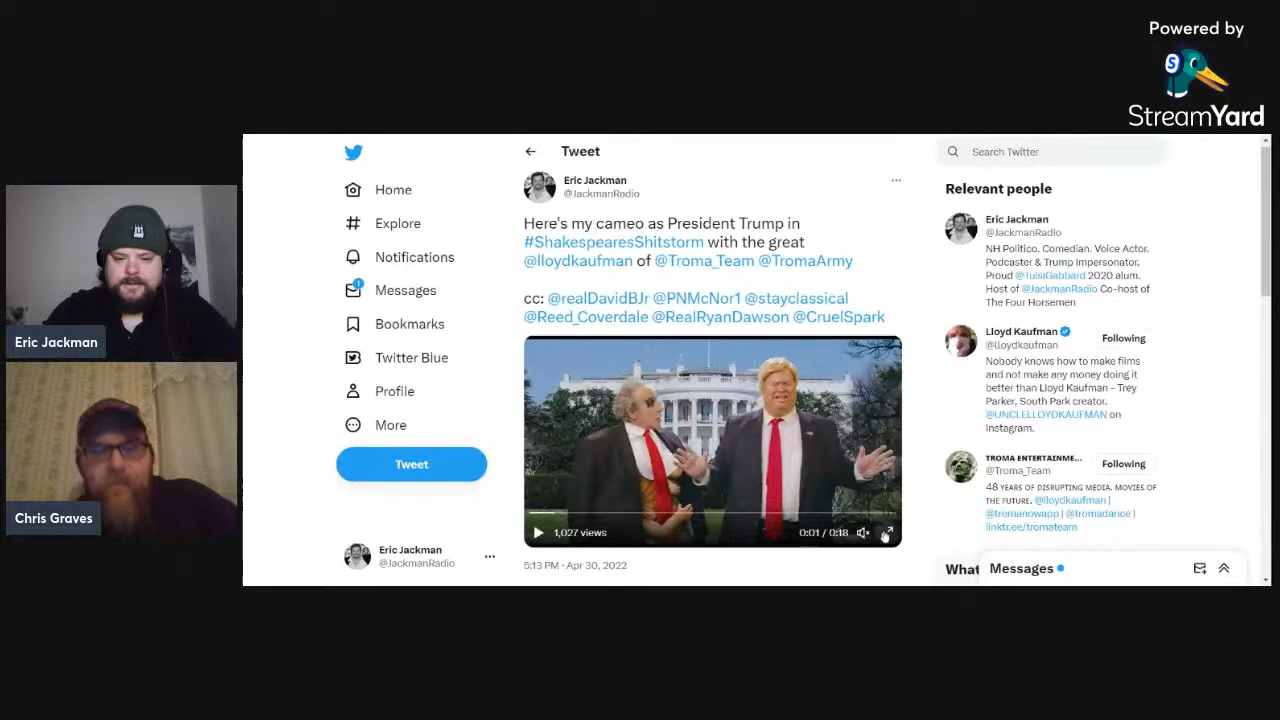 Powered by
StreamYard
Eric Jackman
Chris Graves
Home
Explore
Notifications
1
Messages
Bookmarks
Twitter Blue
Profile
More
Tweet
Eric Jackman
@JackmanRadio
Tweet
Eric Jackman
@JackmanRadio
Here's my cameo as President Trump in
#ShakespearesShitstorm with the great
@lloydkaufman of @Troma_Team @TromaArmy
cc: @realDavidBJr @PNMcNor1 @stayclassical
@Reed_Coverdale @RealRyanDawson @CruelSpark
1,027 views
0:01 / 0:18
5:13 PM · Apr 30, 2022
Search Twitter
Relevant people
Eric Jackman
@JackmanRadio
NH Politico. Comedian. Voice Actor.
Podcaster & Trump Impersonator.
Proud @TulsiGabbard 2020 alum.
Host of @JackmanRadio Co-host of
The Four Horsemen
Lloyd Kaufman
Following
@lloydkaufman
Nobody knows how to make films
and not make any money doing it
better than Lloyd Kaufman - Trey
Parker, South Park creator.
@UNCLELLOYDKAUFMAN on
Instagram.
TROMA ENTERTAINME...
Following
@Troma_Team
48 YEARS OF DISRUPTING MEDIA. MOVIES OF
THE FUTURE. @lloydkaufman |
@tromanowapp | @tromadance |
linktr.ee/tromateam
What
Messages